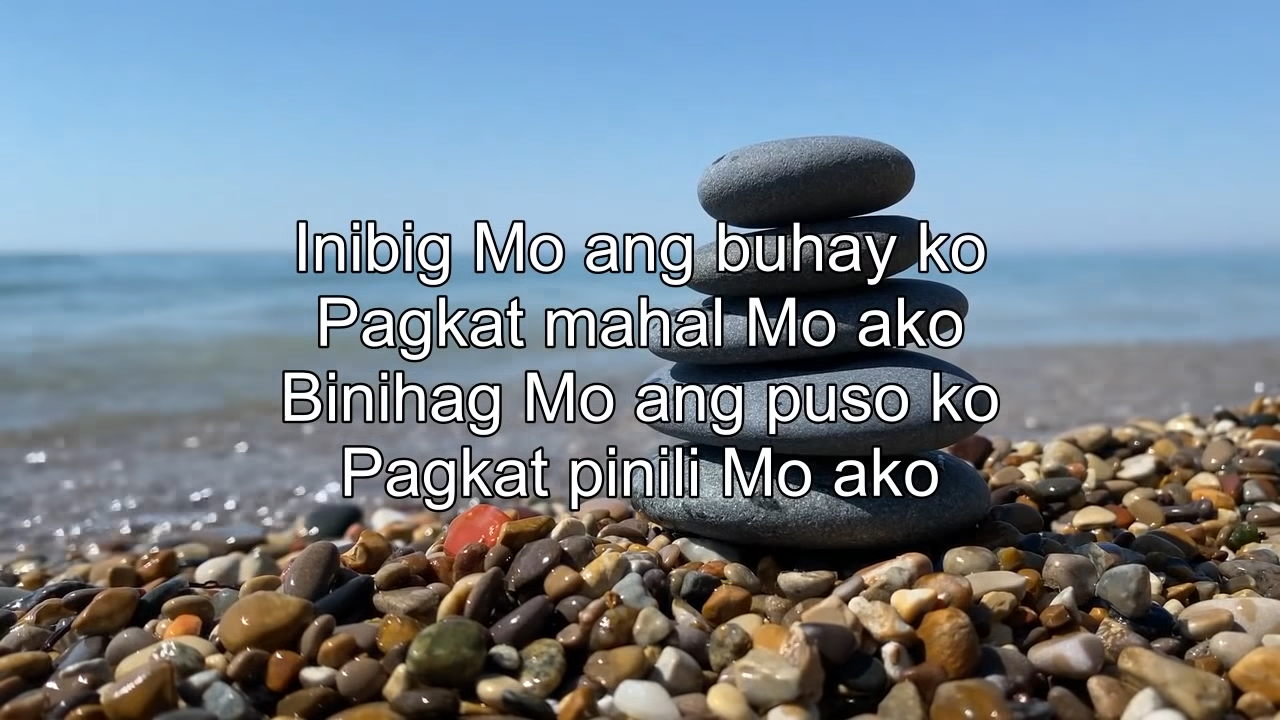 Inibig Mo ang buhay ko
Pagkat mahal Mo ako
Binihag Mo ang puso ko
Pagkat pinili Mo ako